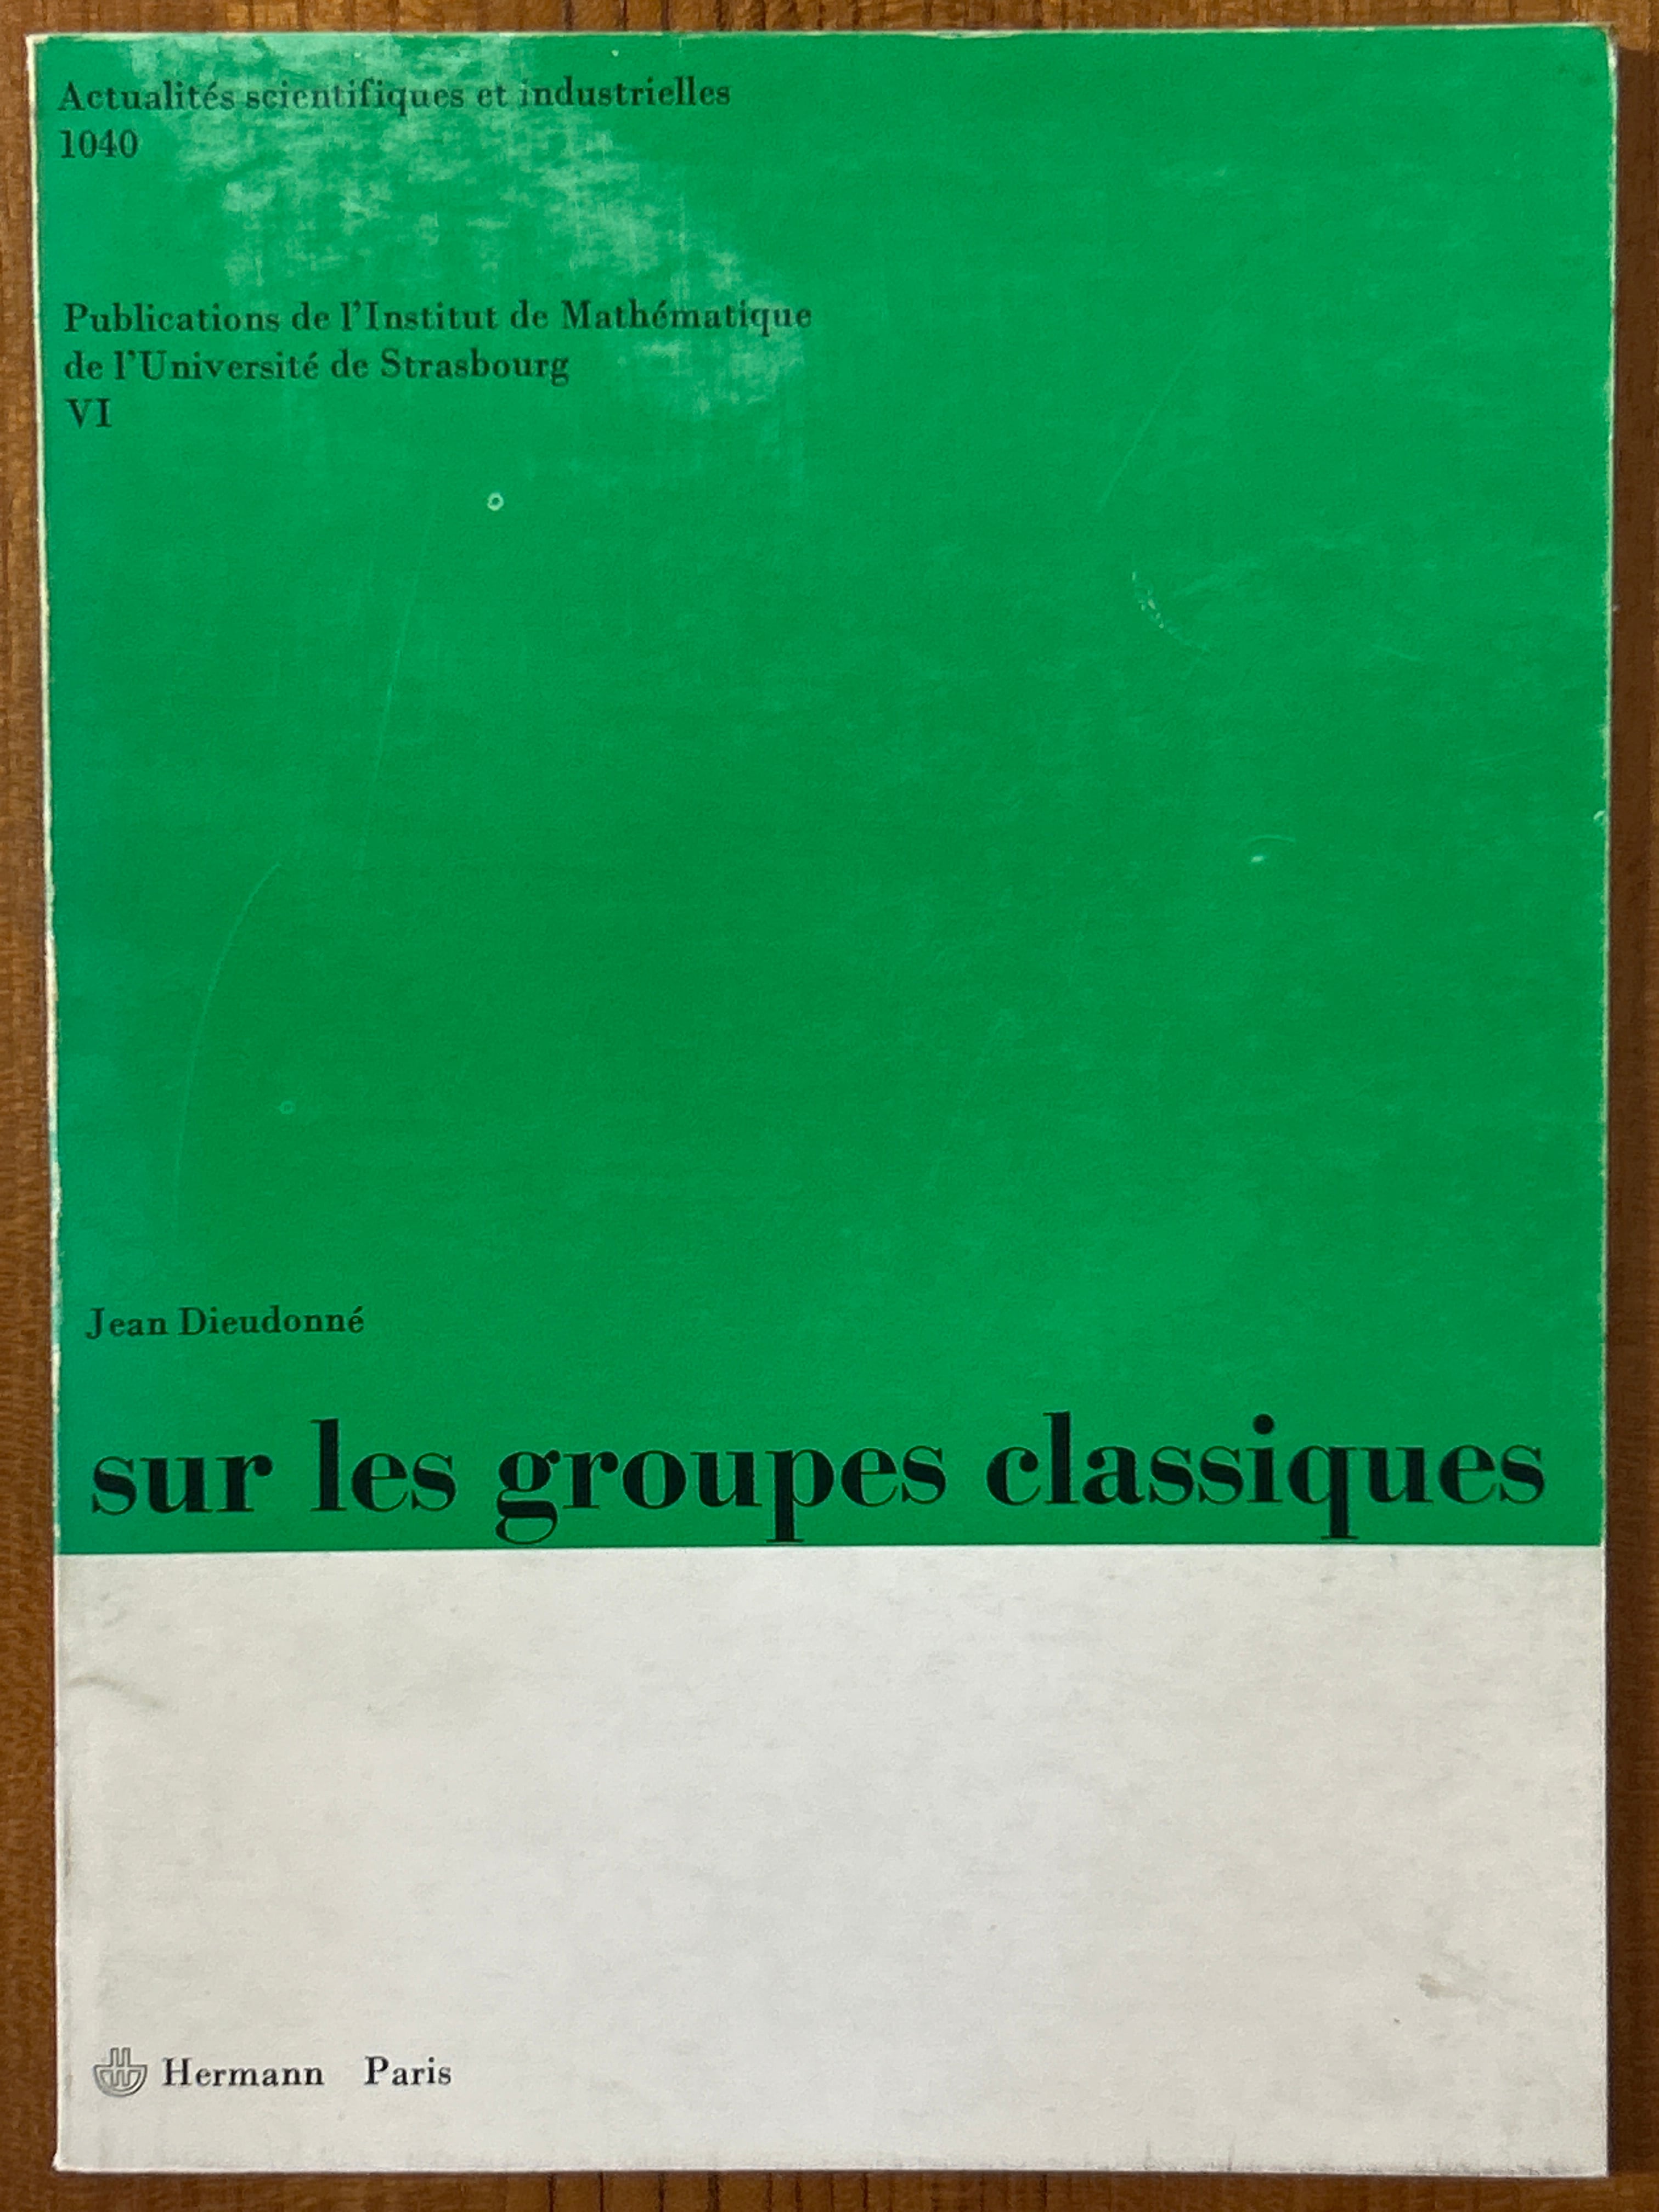 Actualités scientifiques et industrielles
1040
Publications de l'Institut de Mathématique
de l'Université de Strasbourg
VI
Jean Dieudonné
sur les groupes classiques
Hermann Paris